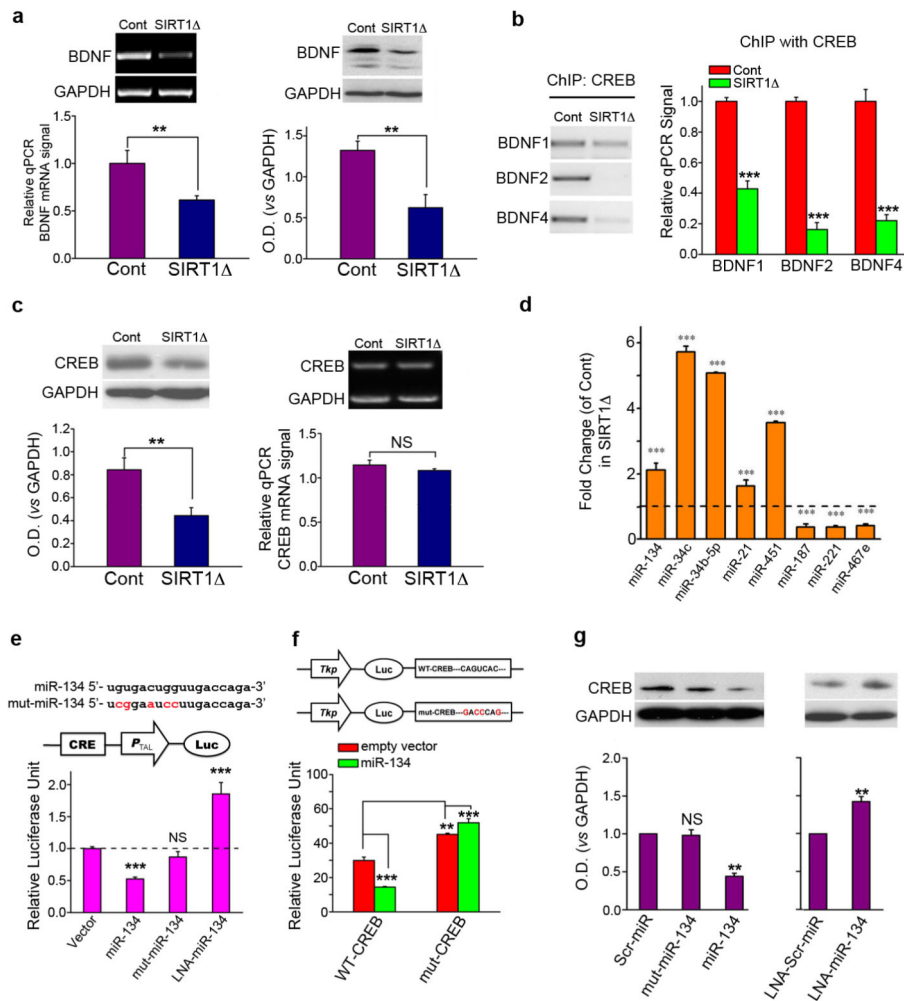 a
Cont SIRT1Δ
BDNF
GAPDH
Relative qPCR
BDNF mRNA signal
1.5
1.0
0.5
0.0
**
Cont SIRT1Δ
Cont SIRT1Δ
BDNF
GAPDH
O.D. (vs GAPDH)
1.5
1.0
0.5
0.0
**
Cont SIRT1Δ
b
ChIP: CREB
Cont SIRT1Δ
BDNF1
BDNF2
BDNF4
ChIP with CREB
Cont
SIRT1Δ
Relative qPCR Signal
1.0
0.8
0.6
0.4
0.2
0.0
***
***
***
BDNF1 BDNF2 BDNF4
c
Cont SIRT1Δ
CREB
GAPDH
O.D. (vs GAPDH)
1.0
0.8
0.6
0.4
0.2
0.0
**
Cont SIRT1Δ
Cont SIRT1Δ
CREB
GAPDH
Relative qPCR
CREB mRNA signal
2.0
1.5
1.0
0.5
0.0
NS
Cont SIRT1Δ
d
Fold Change (of Cont)
in SIRT1Δ
6
4
2
0
***
***
***
***
***
***
***
***
miR-134
miR-34c
miR-34b-5p
miR-21
miR-451
miR-187
miR-221
miR-467e
e
miR-134 5’- ugugacugguugaccaga-3’
mut-miR-134 5’- ucggaauccuugaccaga-3’
CRE PTAL Luc
Relative Luciferase Unit
2.0
1.5
1.0
0.5
0.0
***
NS
***
Vector
miR-134
mut-miR-134
LNA-miR-134
f
Tkp Luc WT-CREB---CAGUCAC---
Tkp Luc mut-CREB---GACCCAG---
empty vector
miR-134
Relative Luciferase Unit
100
80
60
40
20
0
***
**
***
WT-CREB
mut-CREB
g
CREB
GAPDH
O.D. (vs GAPDH)
2.0
1.5
1.0
0.5
0.0
NS
**
**
Scr-miR
mut-miR-134
miR-134
LNA-Scr-miR
LNA-miR-134